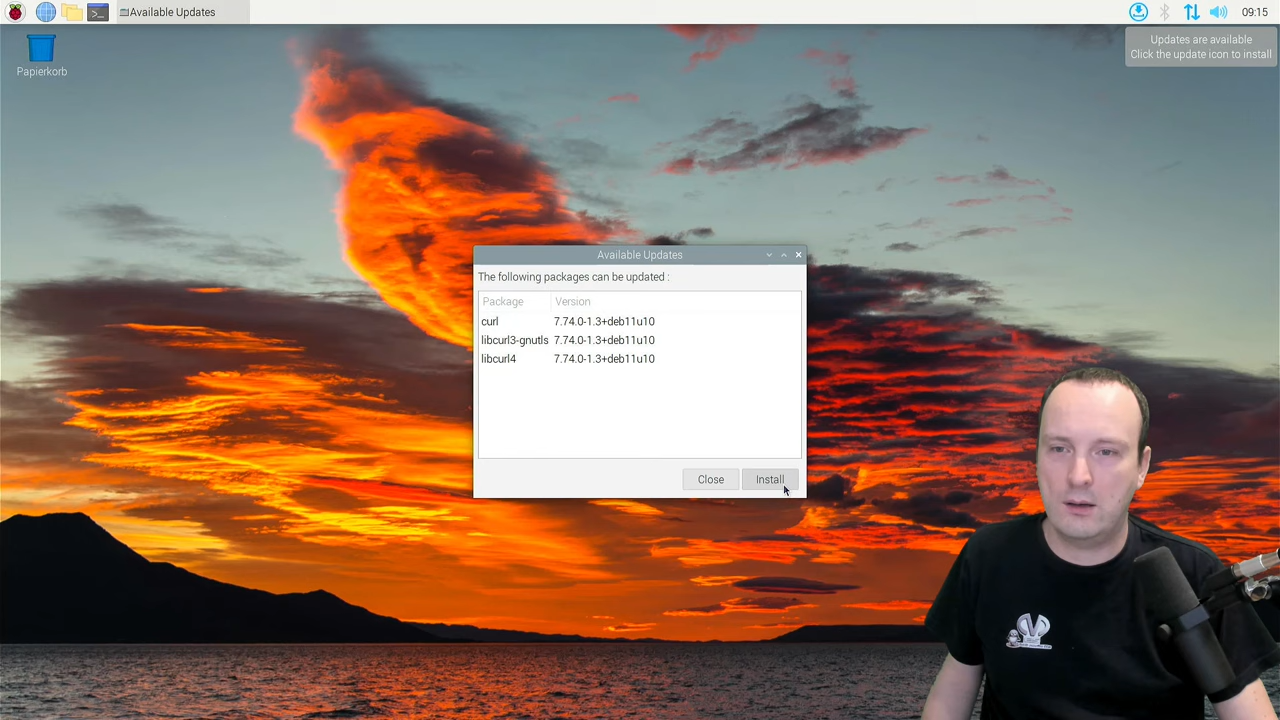 Available Updates
09:15
Updates are available
Click the update icon to install
Papierkorb
Available Updates
The following packages can be updated :
Package Version
curl 7.74.0-1.3+deb11u10
libcurl3-gnutls 7.74.0-1.3+deb11u10
libcurl4 7.74.0-1.3+deb11u10
Close Install